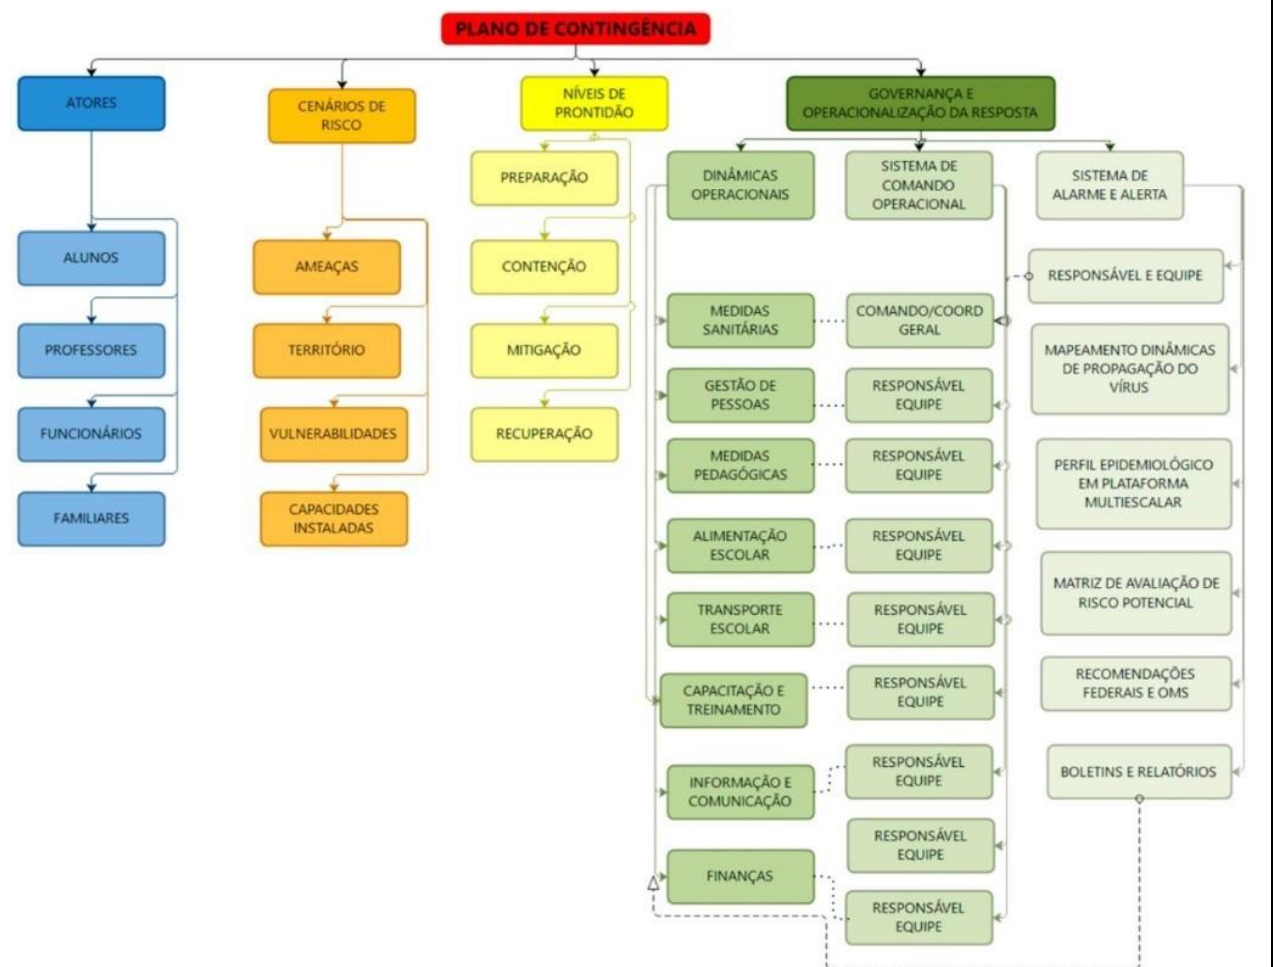 PLANO DE CONTINGÊNCIA
ATORES
ALUNOS
PROFESSORES
FUNCIONÁRIOS
FAMILIARES
CENÁRIOS DE
RISCO
AMEAÇAS
TERRITÓRIO
VULNERABILIDADES
CAPACIDADES
INSTALADAS
NÍVEIS DE
PRONTIDÃO
PREPARAÇÃO
CONTENÇÃO
MITIGAÇÃO
RECUPERAÇÃO
GOVERNANÇA E
OPERACIONALIZAÇÃO DA RESPOSTA
DINÂMICAS
OPERACIONAIS
MEDIDAS
SANITÁRIAS
GESTÃO DE
PESSOAS
MEDIDAS
PEDAGÓGICAS
ALIMENTAÇÃO
ESCOLAR
TRANSPORTE
ESCOLAR
CAPACITAÇÃO E
TREINAMENTO
INFORMAÇÃO E
COMUNICAÇÃO
FINANÇAS
SISTEMA DE
COMANDO
OPERACIONAL
COMANDO/COORD
GERAL
RESPONSÁVEL
EQUIPE
RESPONSÁVEL
EQUIPE
RESPONSÁVEL
EQUIPE
RESPONSÁVEL
EQUIPE
RESPONSÁVEL
EQUIPE
RESPONSÁVEL
EQUIPE
RESPONSÁVEL
EQUIPE
RESPONSÁVEL
EQUIPE
SISTEMA DE
ALARME E ALERTA
RESPONSÁVEL E EQUIPE
MAPEAMENTO DINÂMICAS
DE PROPAGAÇÃO DO
VÍRUS
PERFIL EPIDEMIOLÓGICO
EM PLATAFORMA
MULTIESCALAR
MATRIZ DE AVALIAÇÃO DE
RISCO POTENCIAL
RECOMENDAÇÕES
FEDERAIS E OMS
BOLETINS E RELATÓRIOS